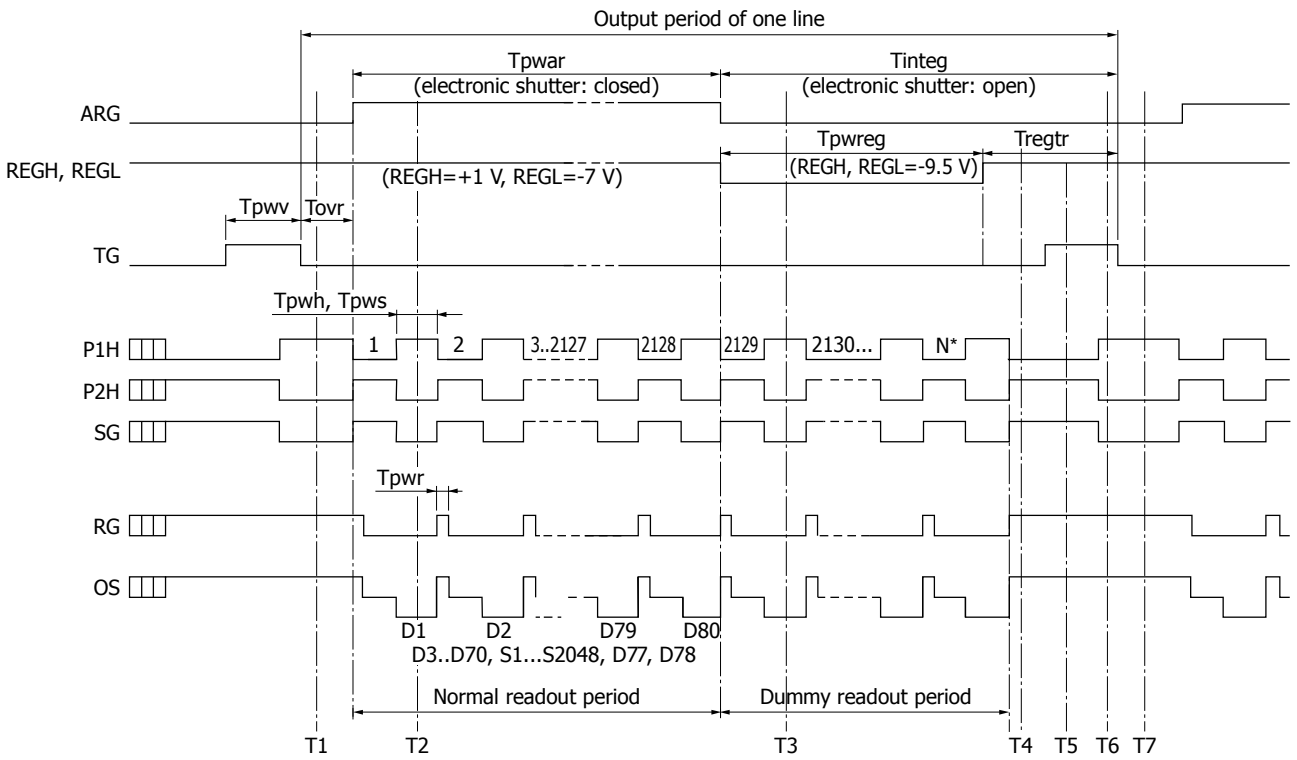 Output period of one line
Tpwar
Tinteg
(electronic shutter: closed)
(electronic shutter: open)
ARG
Tpwreg
Tregtr
REGH, REGL
(REGH=+1 V, REGL=-7 V)
(REGH, REGL=-9.5 V)
Tpwv
Tovr
TG
Tpwh, Tpws
P1H
1
2
3..2127
2128
2129
2130...
N*
P2H
SG
Tpwr
RG
OS
D1
D2
D79
D80
D3..D70, S1...S2048, D77, D78
Normal readout period
Dummy readout period
T1
T2
T3
T4
T5
T6
T7